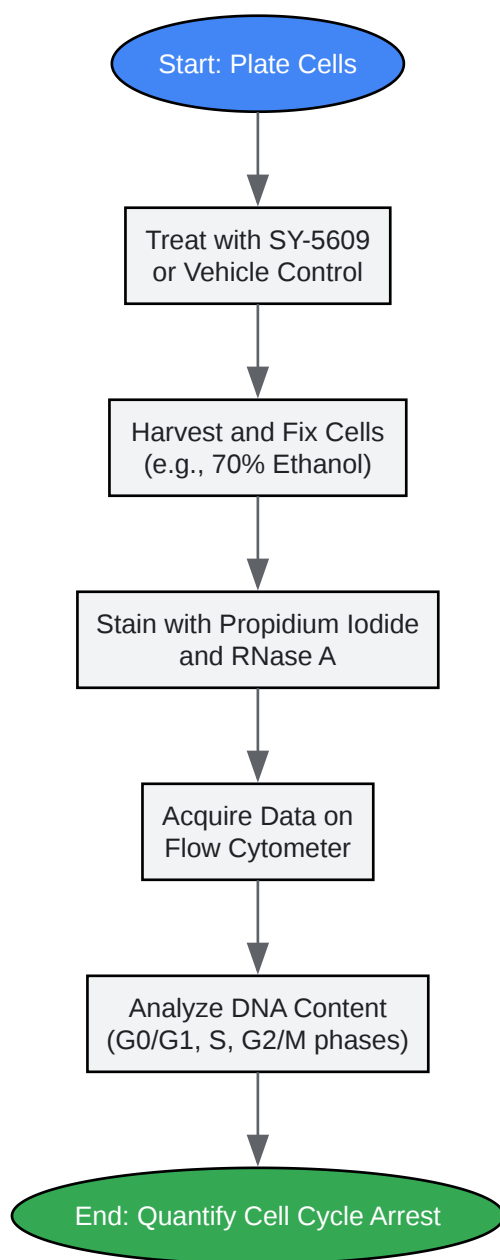 Start: Plate Cells
Treat with SY-5609
or Vehicle Control
Harvest and Fix Cells
(e.g., 70% Ethanol)
Stain with Propidium Iodide
and RNase A
Acquire Data on
Flow Cytometer
Analyze DNA Content
(G0/G1, S, G2/M phases)
End: Quantify Cell Cycle Arrest